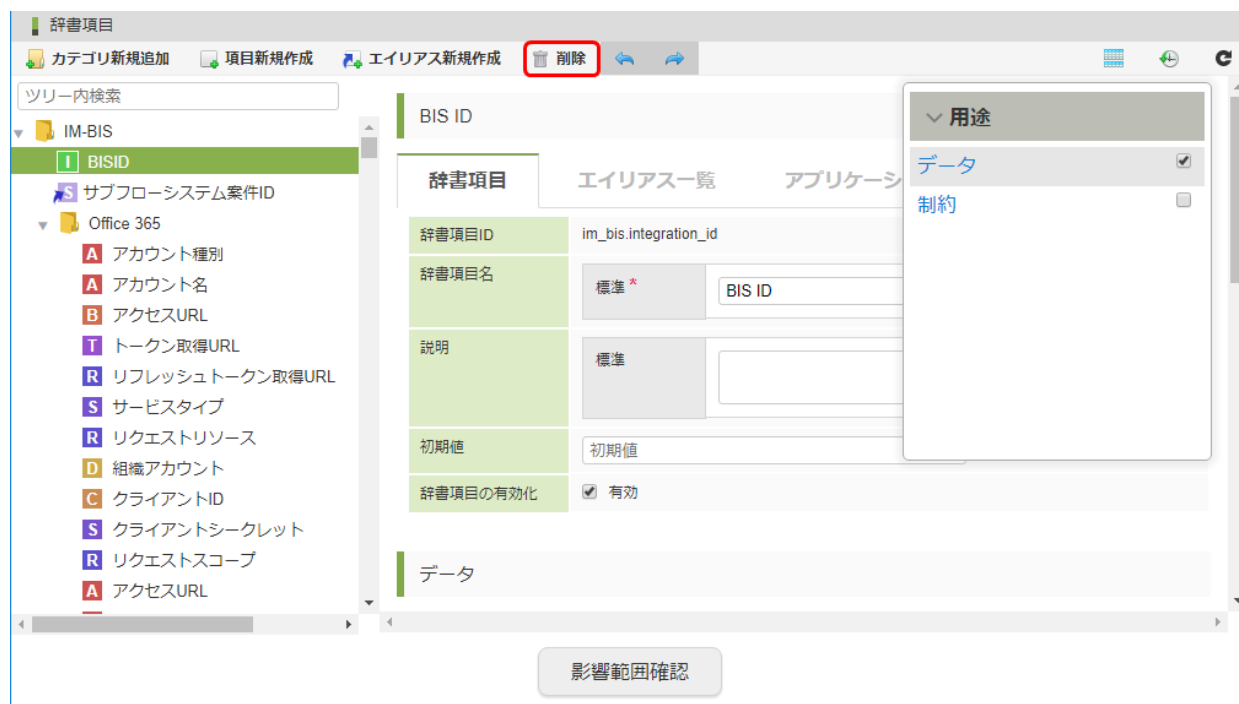 辞書項目
カテゴリ新規追加 項目新規作成 エイリアス新規作成 削除
ツリー内検索
IM-BIS
I BISID
S サブフローシステム案件ID
Office 365
A アカウント種別
A アカウント名
B アクセスURL
T トークン取得URL
R リフレッシュトークン取得URL
S サービスタイプ
R リクエストリソース
D 組織アカウント
C クライアントID
S クライアントシークレット
R リクエストスコープ
A アクセスURL
BIS ID
辞書項目 エイリアス一覧 アプリケーシ
辞書項目ID im_bis.integration_id
辞書項目名 標準* BIS ID
説明 標準
初期値 初期値
辞書項目の有効化 有効
データ
用途
データ
制約
影響範囲確認